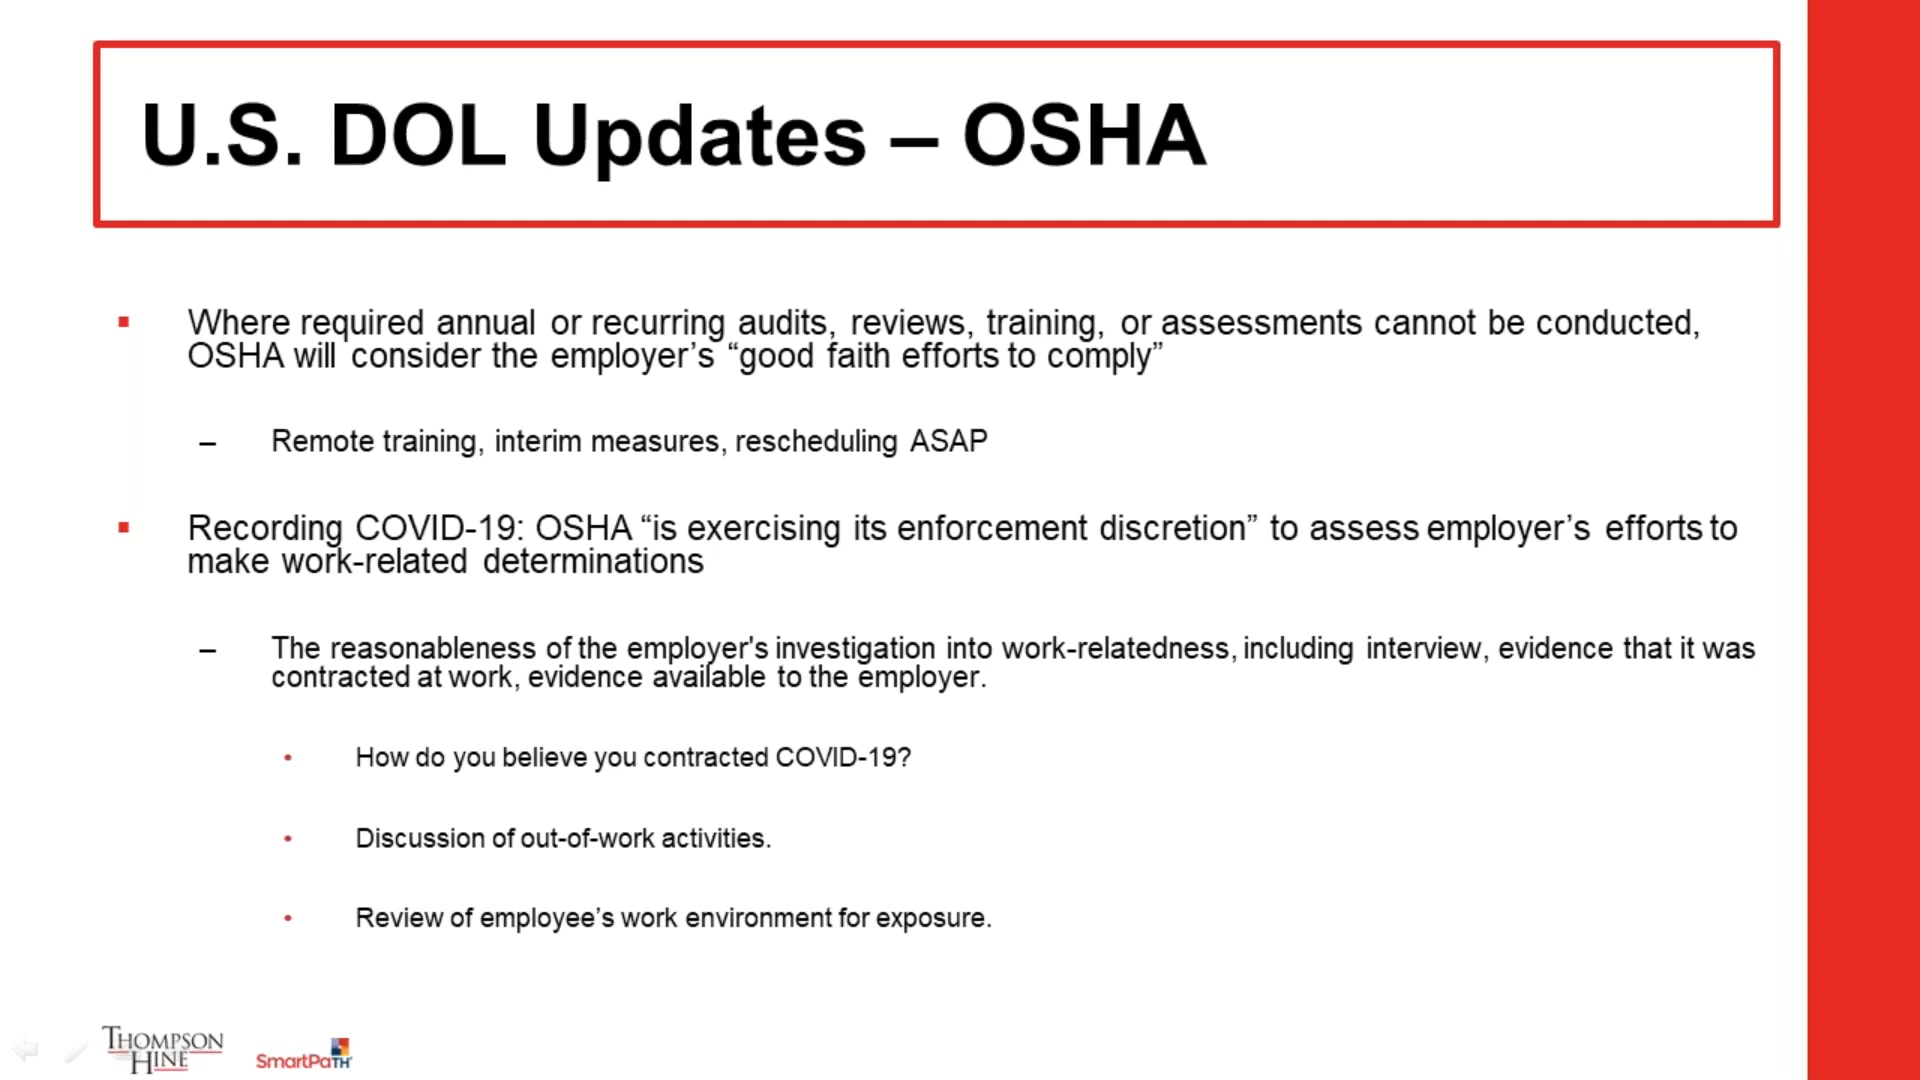 U.S. DOL Updates – OSHA
▪ Where required annual or recurring audits, reviews, training, or assessments cannot be conducted,
OSHA will consider the employer’s “good faith efforts to comply”
– Remote training, interim measures, rescheduling ASAP
▪ Recording COVID-19: OSHA “is exercising its enforcement discretion” to assess employer’s efforts to
make work-related determinations
– The reasonableness of the employer's investigation into work-relatedness, including interview, evidence that it was
contracted at work, evidence available to the employer.
• How do you believe you contracted COVID-19?
• Discussion of out-of-work activities.
• Review of employee’s work environment for exposure.
THOMPSON
HINE
SmartPaTH